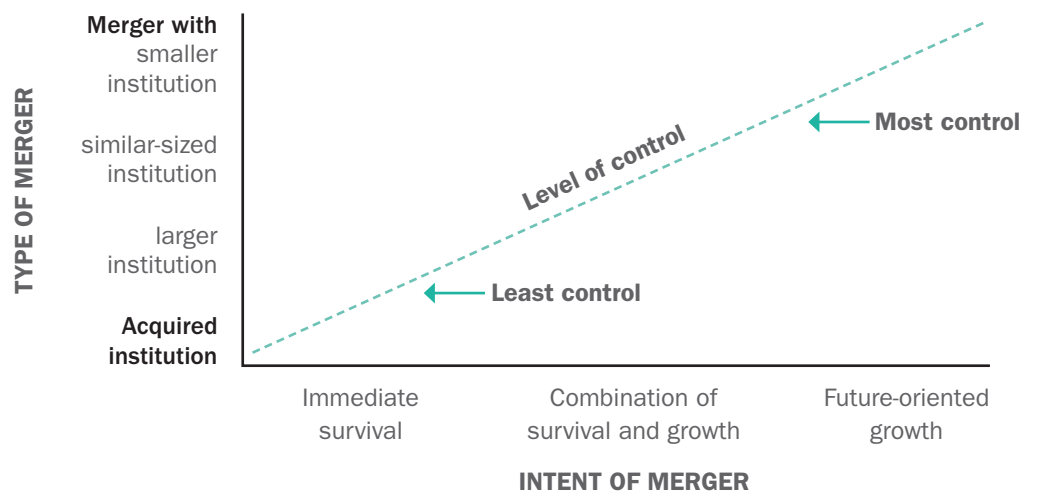 TYPE OF MERGER
Merger with
smaller
institution
similar-sized
institution
larger
institution
Acquired
institution
Level of control
Most control
Least control
Immediate
survival
Combination of
survival and growth
Future-oriented
growth
INTENT OF MERGER